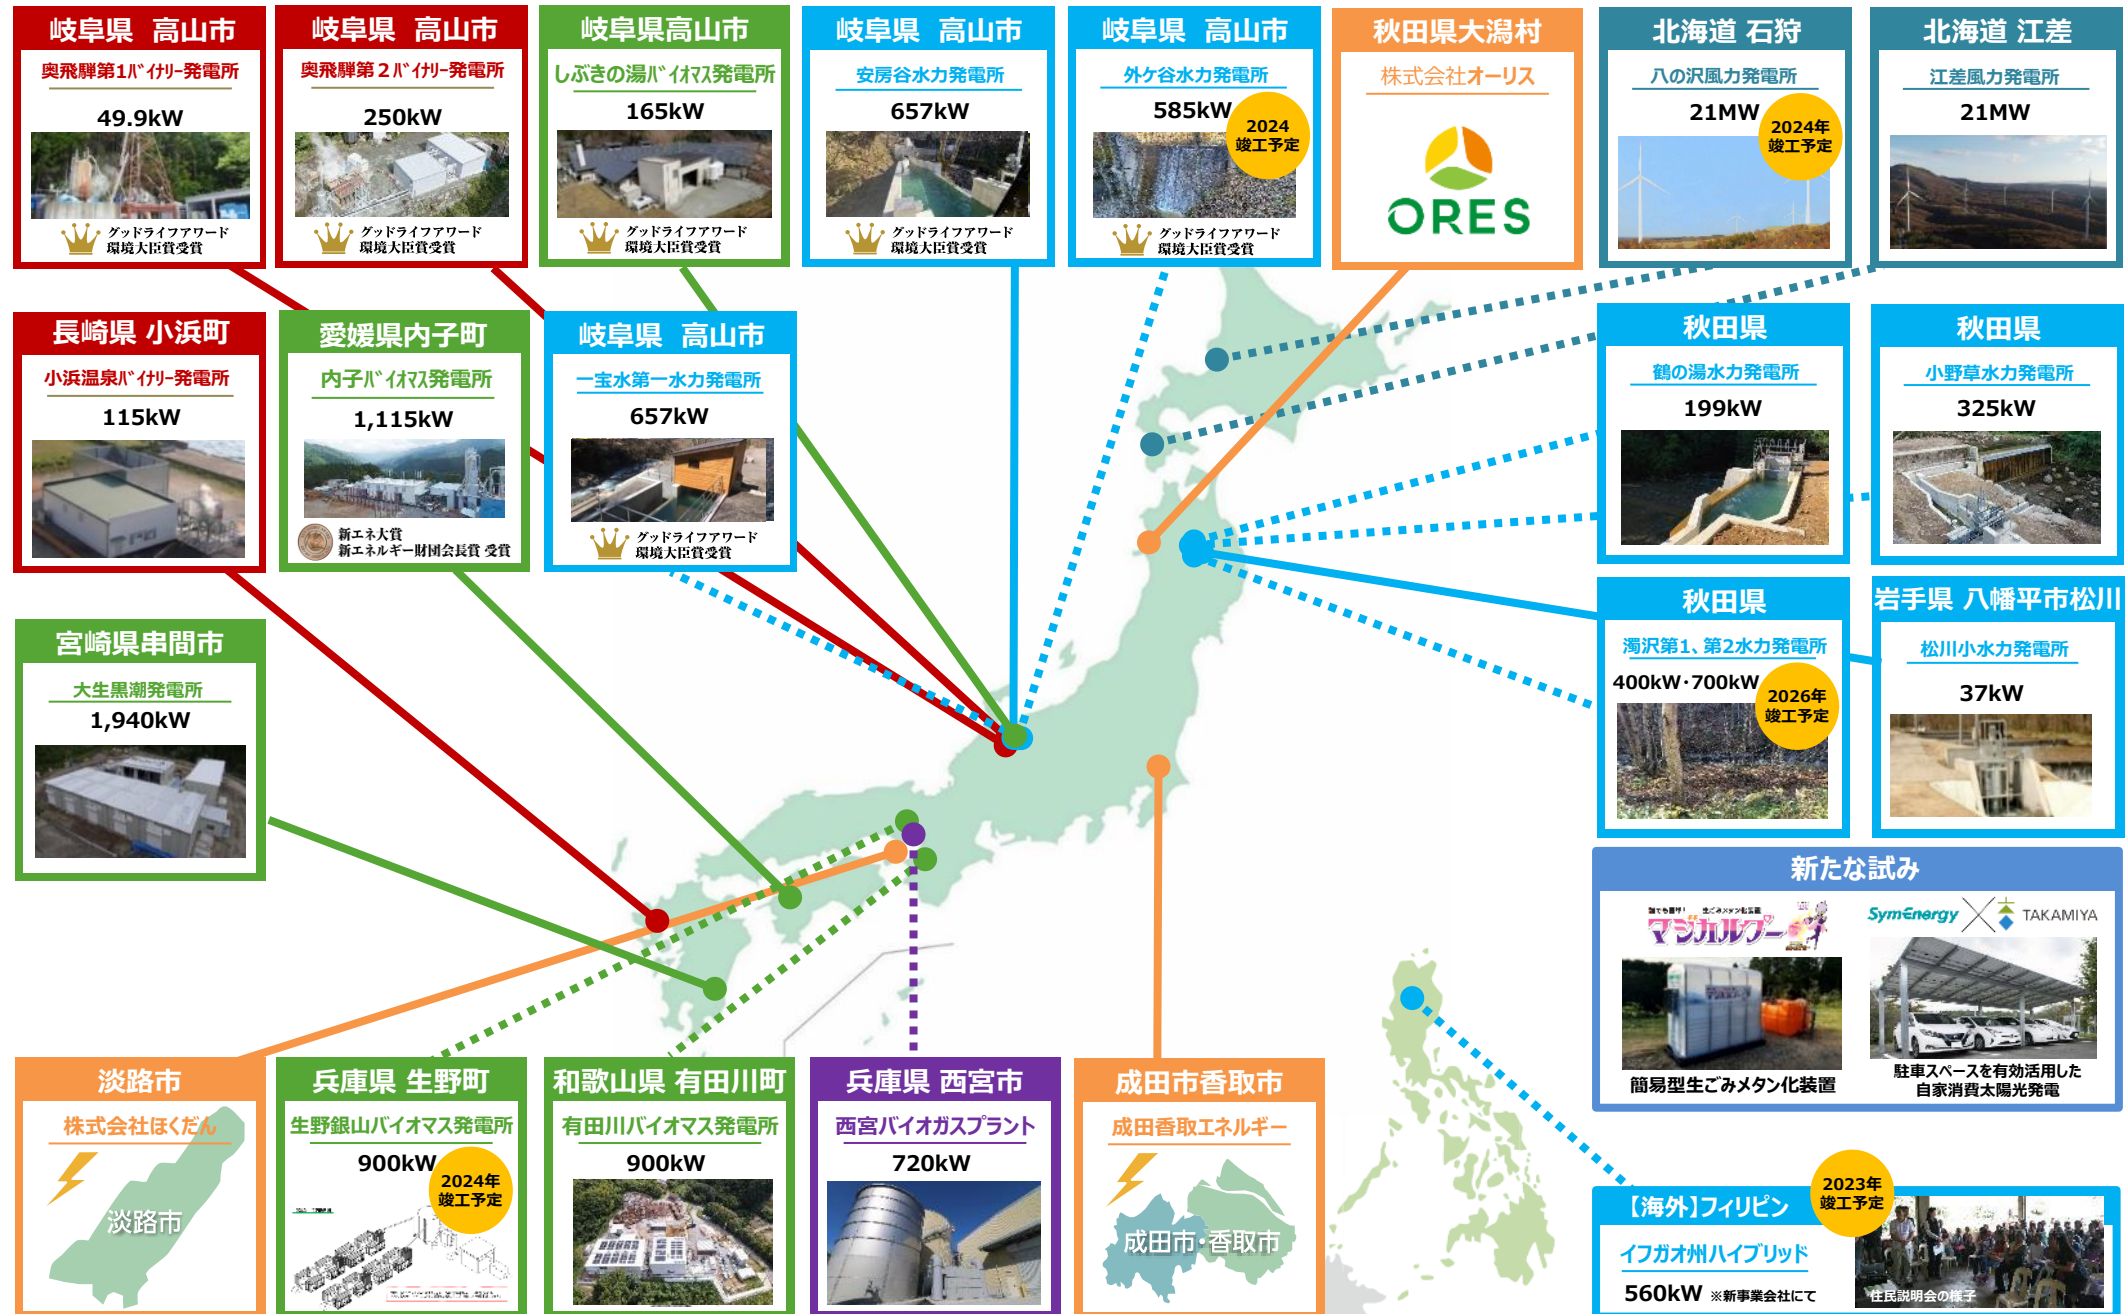 岐阜県 高山市
奥飛騨第1バイナリー発電所
49.9kW
グッドライフアワード
環境大臣賞受賞
岐阜県 高山市
奥飛騨第2バイナリー発電所
250kW
グッドライフアワード
環境大臣賞受賞
岐阜県高山市
しぶきの湯バイオマス発電所
165kW
グッドライフアワード
環境大臣賞受賞
岐阜県 高山市
安房谷水力発電所
657kW
グッドライフアワード
環境大臣賞受賞
岐阜県 高山市
外ケ谷水力発電所
585kW
2024
竣工予定
グッドライフアワード
環境大臣賞受賞
秋田県大潟村
株式会社オーリス
ORES
北海道 石狩
八の沢風力発電所
21MW
2024年
竣工予定
北海道 江差
江差風力発電所
21MW
長崎県 小浜町
小浜温泉バイナリー発電所
115kW
愛媛県内子町
内子バイオマス発電所
1,115kW
新エネ大賞
新エネルギー財団会長賞 受賞
岐阜県 高山市
一宝水第一水力発電所
657kW
グッドライフアワード
環境大臣賞受賞
秋田県
鶴の湯水力発電所
199kW
秋田県
小野草水力発電所
325kW
宮崎県串間市
大生黒潮発電所
1,940kW
秋田県
濁沢第1、第2水力発電所
400kW・700kW
2026年
竣工予定
岩手県 八幡平市松川
松川小水力発電所
37kW
新たな試み
誰でも簡単! 生ごみメタン化装置
マジカルプー
簡易型生ごみメタン化装置
SymEnergy
TAKAMIYA
駐車スペースを有効活用した
自家消費太陽光発電
淡路市
株式会社ほくだん
淡路市
兵庫県 生野町
生野銀山バイオマス発電所
900kW
2024年
竣工予定
和歌山県 有田川町
有田川バイオマス発電所
900kW
兵庫県 西宮市
西宮バイオガスプラント
720kW
成田市香取市
成田香取エネルギー
成田市・香取市
【海外】フィリピン
2023年
竣工予定
イフガオ州ハイブリッド
560kW ※新事業会社にて
住民説明会の様子